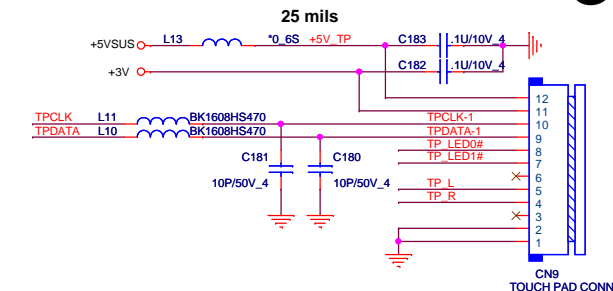 25 mils
+5VSUS L13 *0_6S +5V_TP C183 .1U/10V_4
+3V C182 .1U/10V_4
12
11
TPCLK L11 BK1608HS470 TPCLK-1 10
TPDATA L10 BK1608HS470 TPDATA-1 9
TP_LED0# 8
TP_LED1# 7
C181 C180 6
10P/50V_4 10P/50V_4 TP_L 5
TP_R 4
3
2
1
CN9
TOUCH PAD CONN